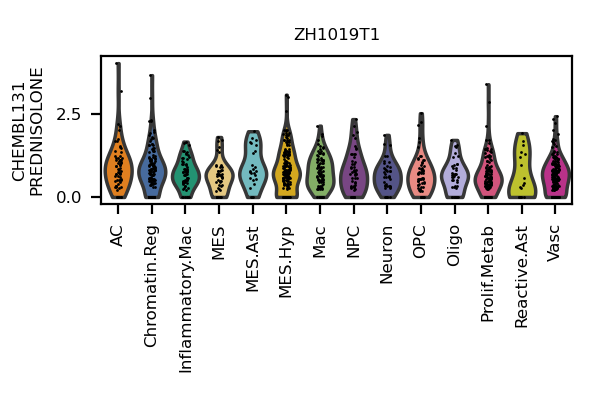 ZH1019T1
CHEMBL131
PREDNISOLONE
2.5
0.0
AC
Chromatin.Reg
Inflammatory.Mac
MES
MES.Ast
MES.Hyp
Mac
NPC
Neuron
OPC
Oligo
Prolif.Metab
Reactive.Ast
Vasc